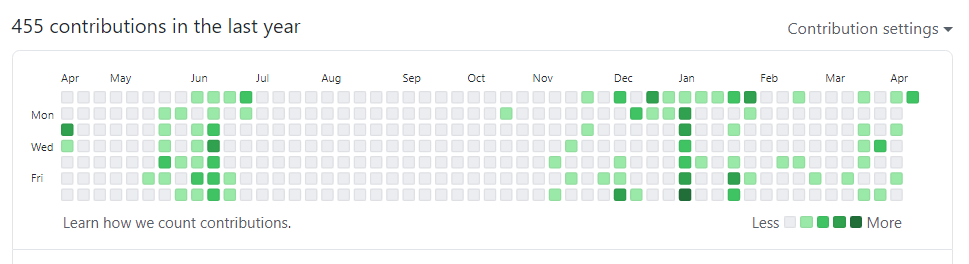 455 contributions in the last year
Contribution settings
Apr May Jun Jul Aug Sep Oct Nov Dec Jan Feb Mar Apr
Mon
Wed
Fri
Learn how we count contributions.
Less More